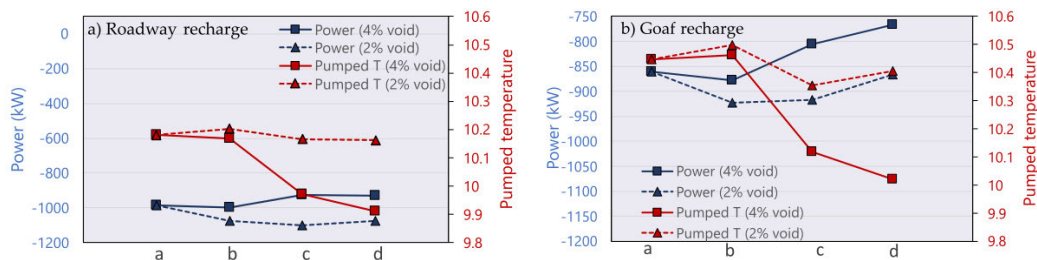 a) Roadway recharge
Power (4% void)
Power (2% void)
Pumped T (4% void)
Pumped T (2% void)
Power (kW)
0
-200
-400
-600
-800
-1000
-1200
a
b
c
d
10.6
10.5
10.4
10.3
10.2
10.1
10
9.9
9.8
Pumped temperature
b) Goaf recharge
Power (4% void)
Power (2% void)
Pumped T (4% void)
Pumped T (2% void)
Power (kW)
-750
-800
-850
-900
-950
-1000
-1050
-1100
-1150
-1200
a
b
c
d
10.6
10.5
10.4
10.3
10.2
10.1
10
9.9
9.8
Pumped temperature